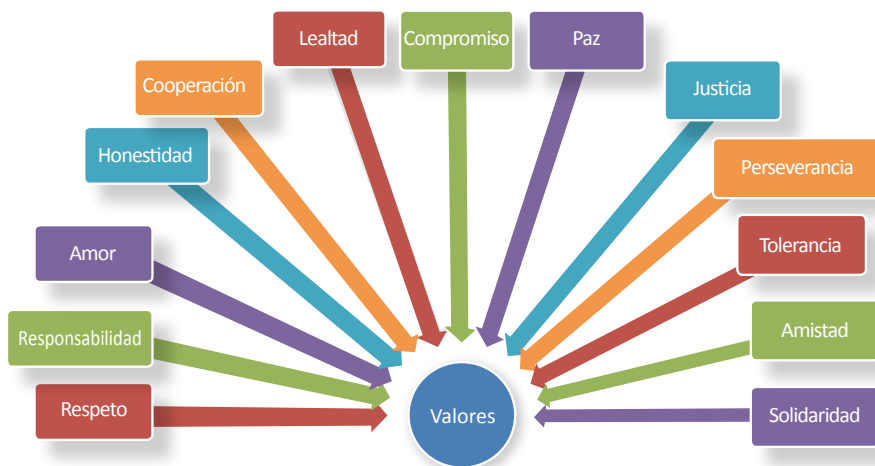 Lealtad
Compromiso
Paz
Cooperación
Justicia
Honestidad
Perseverancia
Amor
Tolerancia
Responsabilidad
Amistad
Respeto
Valores
Solidaridad